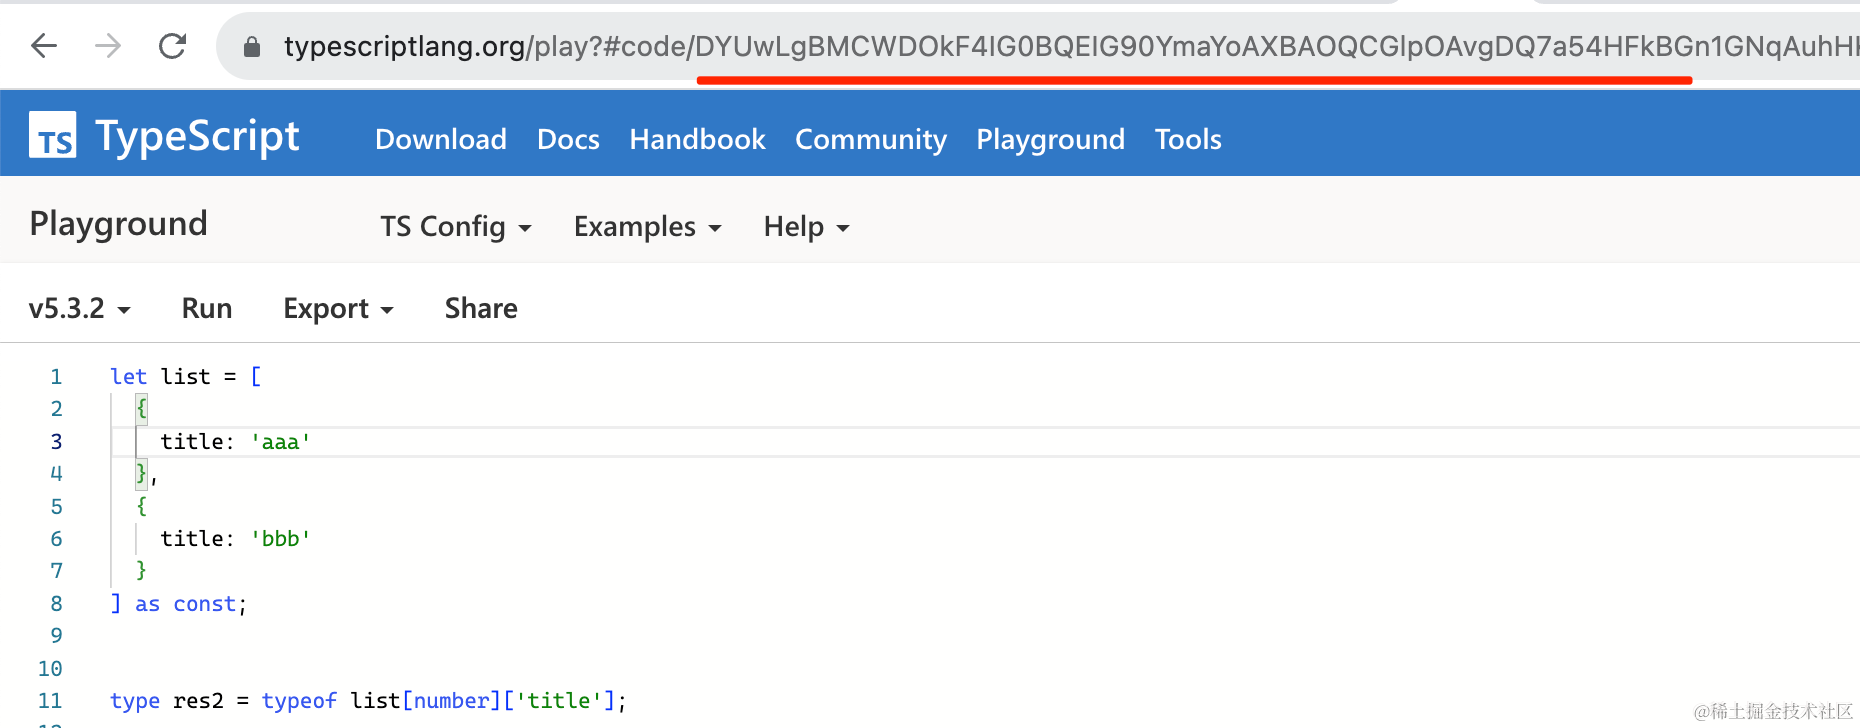 typescriptlang.org/play?#code/DYUwLgBMCWDOkF4IG0BQEIG90YmaYoAXBAOQCGlpOAvgDQ7a54HFkBGn1GNqAuhH
TS TypeScript Download Docs Handbook Community Playground Tools
Playground TS Config Examples Help
v5.3.2 Run Export Share
1 let list = [
2 {
3 title: 'aaa'
4 },
5 {
6 title: 'bbb'
7 }
8 ] as const;
9
10
11 type res2 = typeof list[number]['title'];
@稀土掘金技术社区